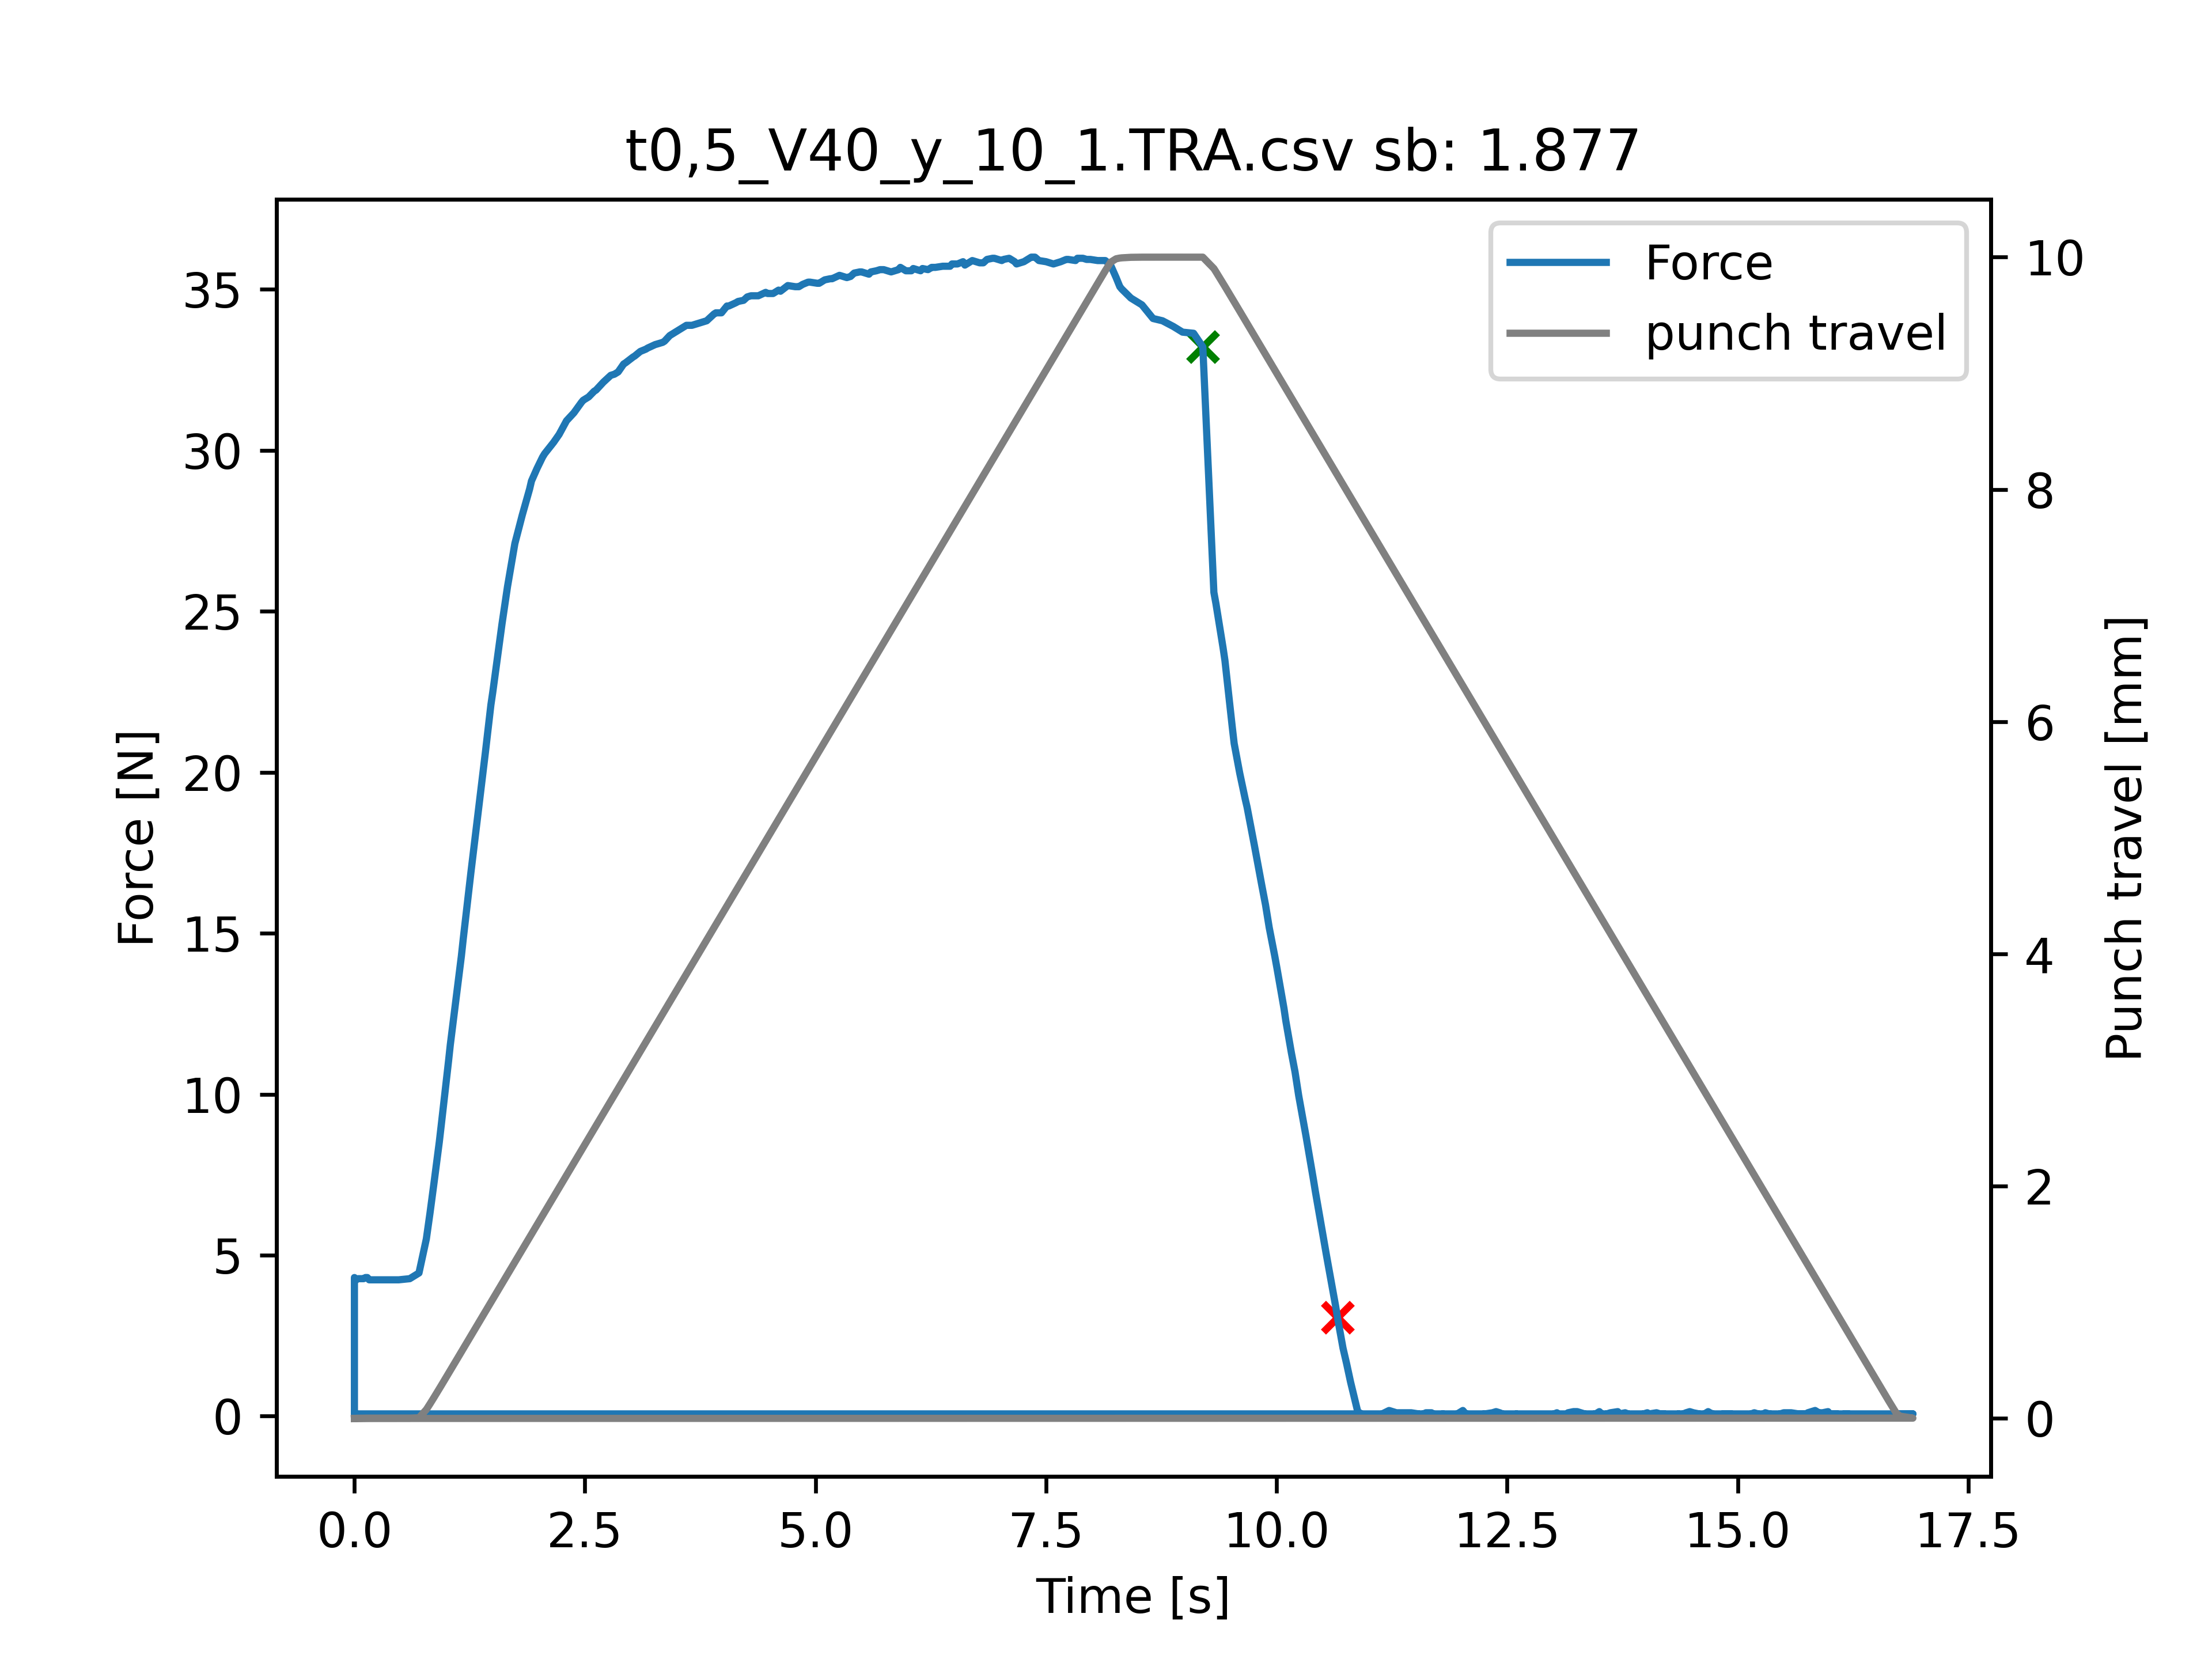 t0,5_V40_y_10_1.TRA.csv sb: 1.877
Force
punch travel
Force [N]
35
30
25
20
15
10
5
0
10
8
6
4
2
0
Punch travel [mm]
0.0 2.5 5.0 7.5 10.0 12.5 15.0 17.5
Time [s]